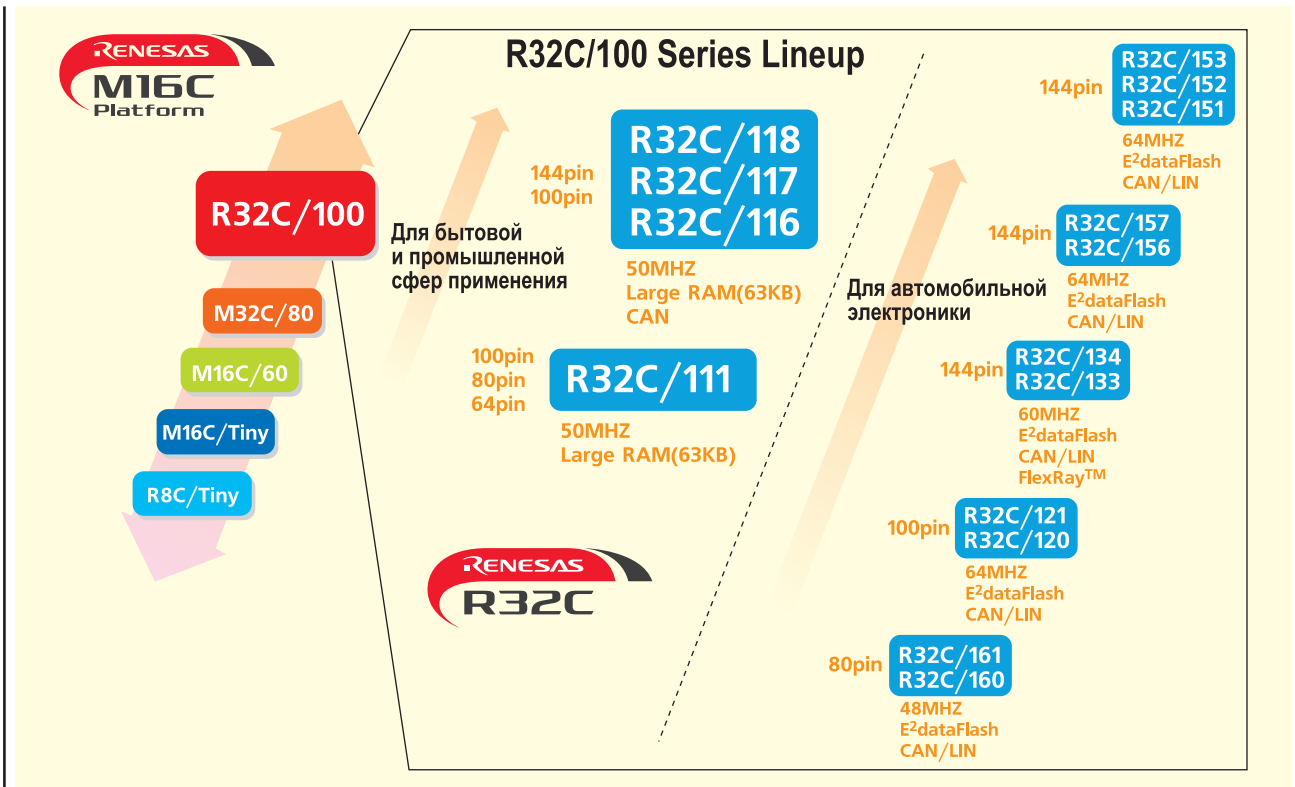 RENESAS
M16C
Platform
R32C/100
M32C/80
M16C/60
M16C/Tiny
R8C/Tiny
R32C/100 Series Lineup
Для бытовой
и промышленной
сфер применения
144pin
100pin
R32C/118
R32C/117
R32C/116
50MHZ
Large RAM(63KB)
CAN
100pin
80pin
64pin
R32C/111
50MHZ
Large RAM(63KB)
RENESAS
R32C
Для автомобильной
электроники
144pin
R32C/153
R32C/152
R32C/151
64MHZ
E²dataFlash
CAN/LIN
144pin
R32C/157
R32C/156
64MHZ
E²dataFlash
CAN/LIN
144pin
R32C/134
R32C/133
60MHZ
E²dataFlash
CAN/LIN
FlexRay™
100pin
R32C/121
R32C/120
64MHZ
E²dataFlash
CAN/LIN
80pin
R32C/161
R32C/160
48MHZ
E²dataFlash
CAN/LIN